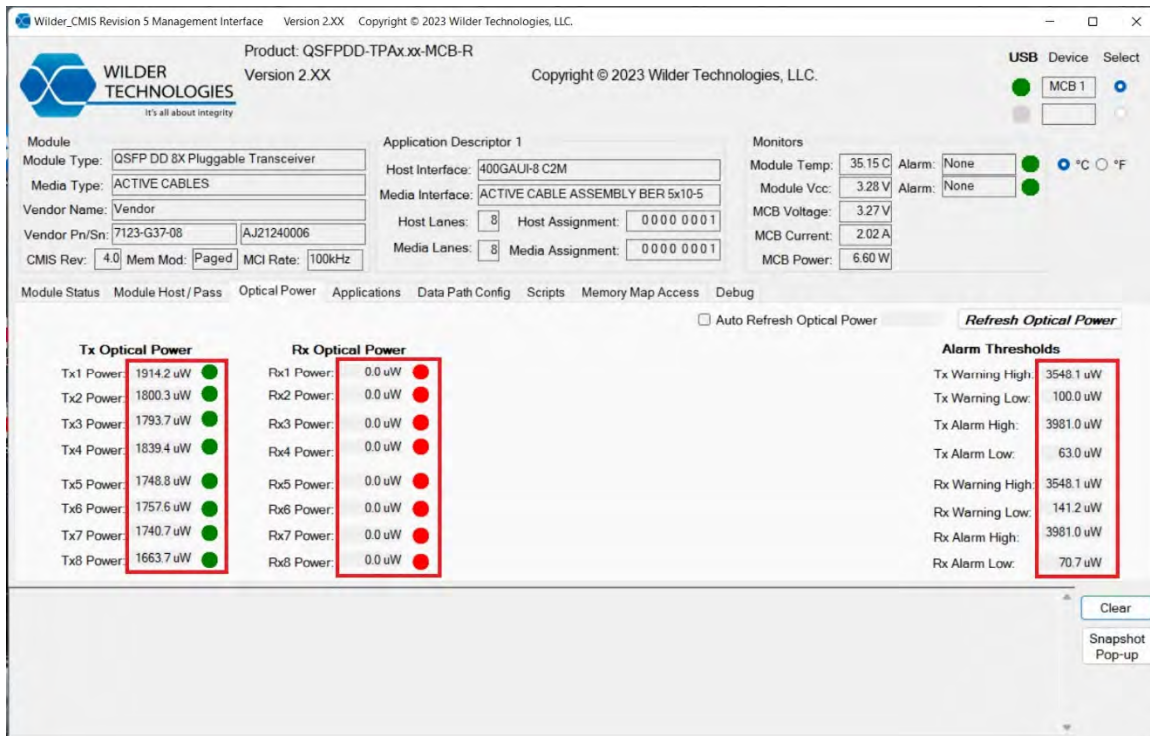 Wilder_CMIS Revision 5 Management Interface Version 2.XX Copyright © 2023 Wilder Technologies, LLC.
Product: QSFPDD-TPAx.xx-MCB-R
Version 2.XX Copyright © 2023 Wilder Technologies, LLC.
WILDER
TECHNOLOGIES
It's all about integrity
USB Device Select
MCB 1
Module
Module Type: QSFP DD 8X Pluggable Transceiver
Media Type: ACTIVE CABLES
Vendor Name: Vendor
Vendor Pn/Sn: 7123-G37-08 AJ21240006
CMIS Rev: 4.0 Mem Mod: Paged MCI Rate: 100kHz
Application Descriptor 1
Host Interface: 400GAUI-8 C2M
Media Interface: ACTIVE CABLE ASSEMBLY BER 5x10-5
Host Lanes: 8 Host Assignment: 0000 0001
Media Lanes: 8 Media Assignment: 0000 0001
Monitors
Module Temp: 35.15 C Alarm: None °C °F
Module Vcc: 3.28 V Alarm: None
MCB Voltage: 3.27 V
MCB Current: 2.02 A
MCB Power: 6.60 W
Module Status Module Host / Pass Optical Power Applications Data Path Config Scripts Memory Map Access Debug
Auto Refresh Optical Power Refresh Optical Power
Tx Optical Power
Tx1 Power: 1914.2 uW
Tx2 Power: 1800.3 uW
Tx3 Power: 1793.7 uW
Tx4 Power: 1839.4 uW
Tx5 Power: 1748.8 uW
Tx6 Power: 1757.6 uW
Tx7 Power: 1740.7 uW
Tx8 Power: 1663.7 uW
Rx Optical Power
Rx1 Power: 0.0 uW
Rx2 Power: 0.0 uW
Rx3 Power: 0.0 uW
Rx4 Power: 0.0 uW
Rx5 Power: 0.0 uW
Rx6 Power: 0.0 uW
Rx7 Power: 0.0 uW
Rx8 Power: 0.0 uW
Alarm Thresholds
Tx Warning High: 3548.1 uW
Tx Warning Low: 100.0 uW
Tx Alarm High: 3981.0 uW
Tx Alarm Low: 63.0 uW
Rx Warning High: 3548.1 uW
Rx Warning Low: 141.2 uW
Rx Alarm High: 3981.0 uW
Rx Alarm Low: 70.7 uW
Clear
Snapshot
Pop-up